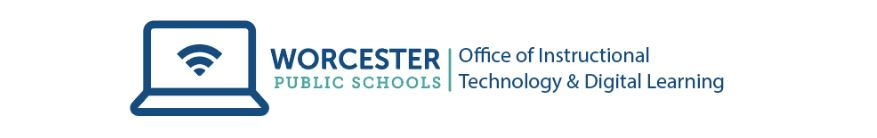 WORCESTER
PUBLIC SCHOOLS
Office of Instructional
Technology & Digital Learning